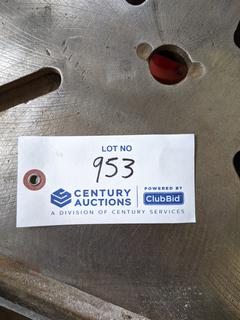 LOT NO
953
CENTURY AUCTIONS
POWERED BY
ClubBid
A DIVISION OF CENTURY SERVICES